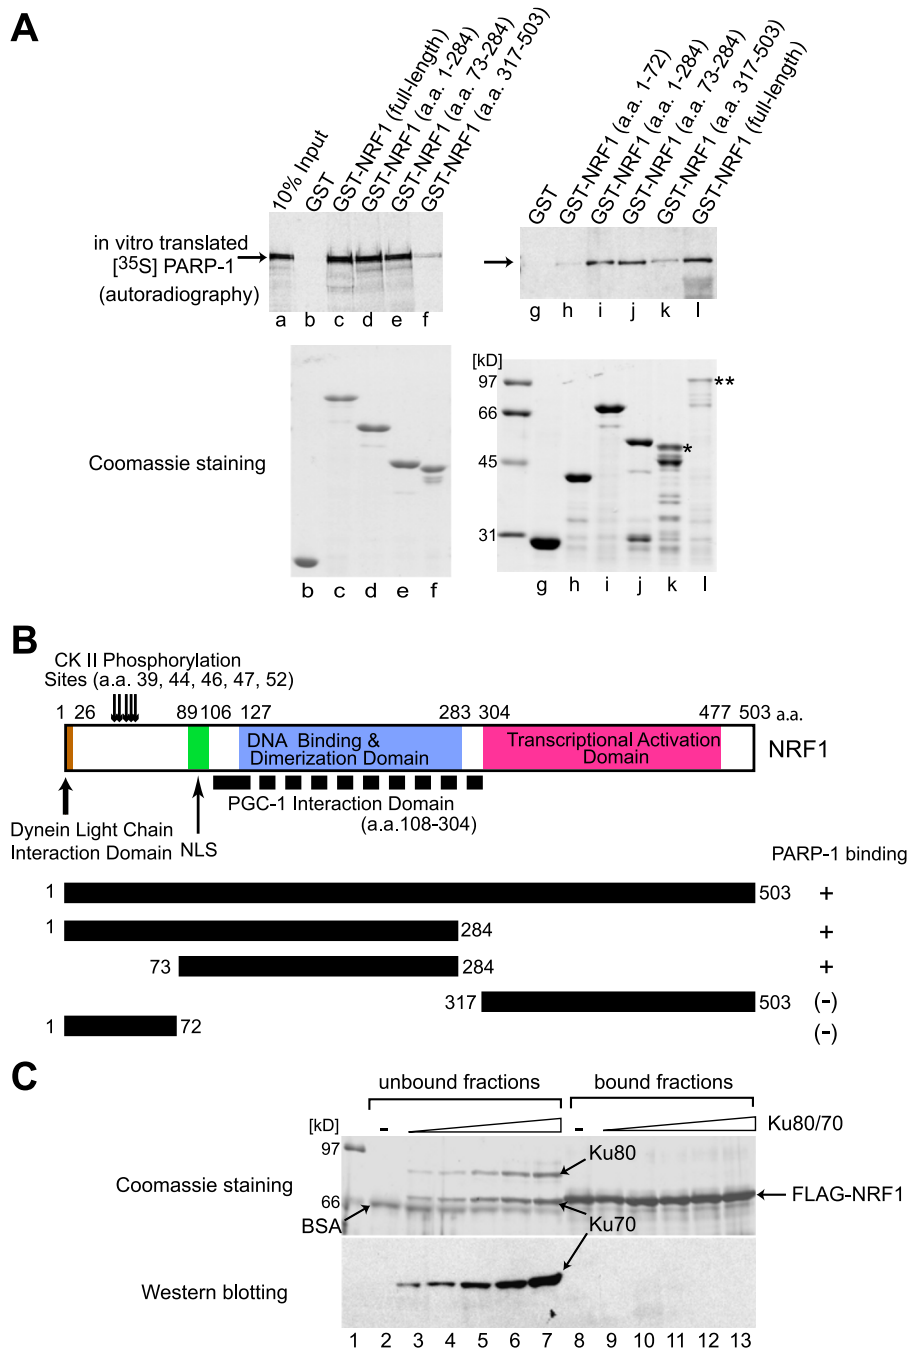 A
10% Input
GST
GST-NRF1 (full-length)
GST-NRF1 (a.a. 1-284)
GST-NRF1 (a.a. 73-284)
GST-NRF1 (a.a. 317-503)
GST
GST-NRF1 (a.a. 1-72)
GST-NRF1 (a.a. 1-284)
GST-NRF1 (a.a. 73-284)
GST-NRF1 (a.a. 317-503)
GST-NRF1 (full-length)
in vitro translated
[35S] PARP-1
(autoradiography)
a b c d e f
g h i j k l
[kD]
97
66
45
31
**
*
Coomassie staining
b c d e f
g h i j k l
B
CK II Phosphorylation
Sites (a.a. 39, 44, 46, 47, 52)
1 26 89 106 127 283 304 477 503 a.a.
DNA Binding &
Dimerization Domain
Transcriptional Activation
Domain
NRF1
PGC-1 Interaction Domain
(a.a.108-304)
Dynein Light Chain
Interaction Domain
NLS
PARP-1 binding
1 503 +
1 284 +
73 284 +
317 503 (-)
1 72 (-)
C
unbound fractions bound fractions
[kD] - - Ku80/70
97
Ku80
Coomassie staining
66
FLAG-NRF1
BSA
Ku70
Western blotting
1 2 3 4 5 6 7 8 9 10 11 12 13